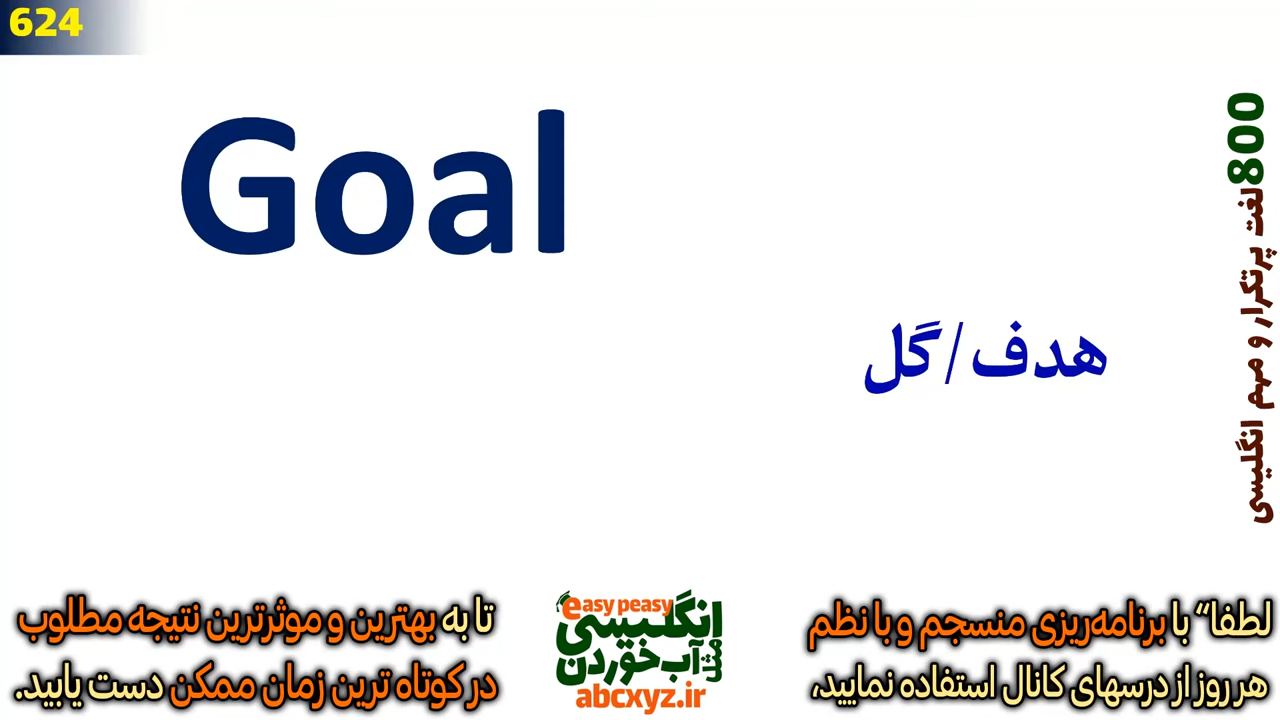 624
Goal
هدف/گل
800 لغت پرتکرار و مهم انگلیسی
لطفا“ با برنامه‌ریزی منسجم و با نظم
هر روز از درسهای کانال استفاده نمایید،
easy peasy
انگلیسی
مثل آب خوردن
abcxyz.ir
تا به بهترین و موثرترین نتیجه مطلوب
در کوتاه ترین زمان ممکن دست یابید.